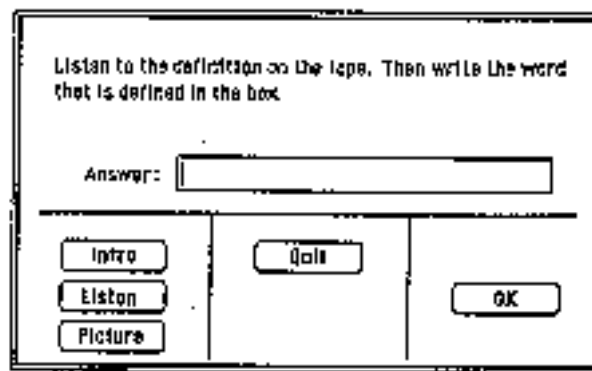 Listen to the definition on the tape. Then write the word
that is defined in the box.
Answer:
Intro
Quit
Listen
OK
Picture